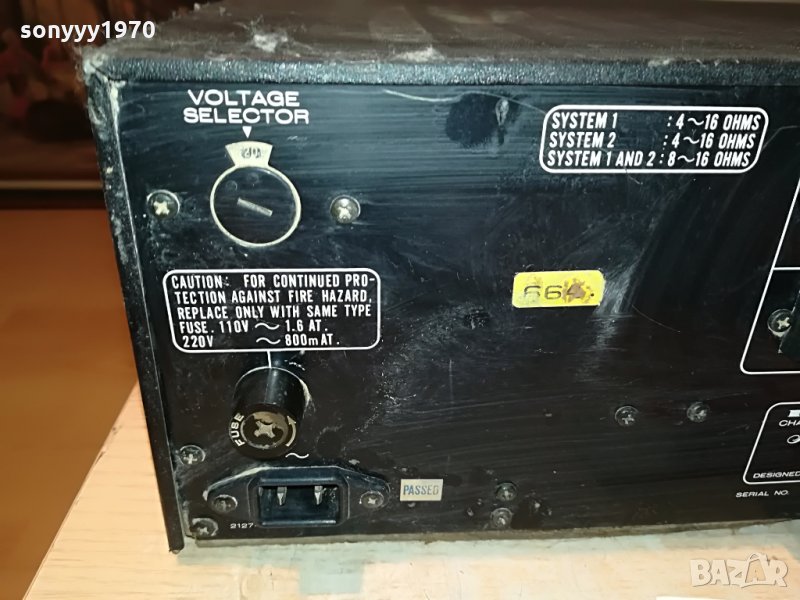 sonyyy1970
VOLTAGE
SELECTOR
SYSTEM 1 : 4~16 OHMS
SYSTEM 2 : 4~16 OHMS
SYSTEM 1 AND 2 : 8~16 OHMS
CAUTION: FOR CONTINUED PRO-
TECTION AGAINST FIRE HAZARD,
REPLACE ONLY WITH SAME TYPE
FUSE. 110V ~ 1.6 AT.
220V ~ 800mAT.
FUSE
~
PASSED
2127
DESIGNED
SERIAL NO.
BAZAR